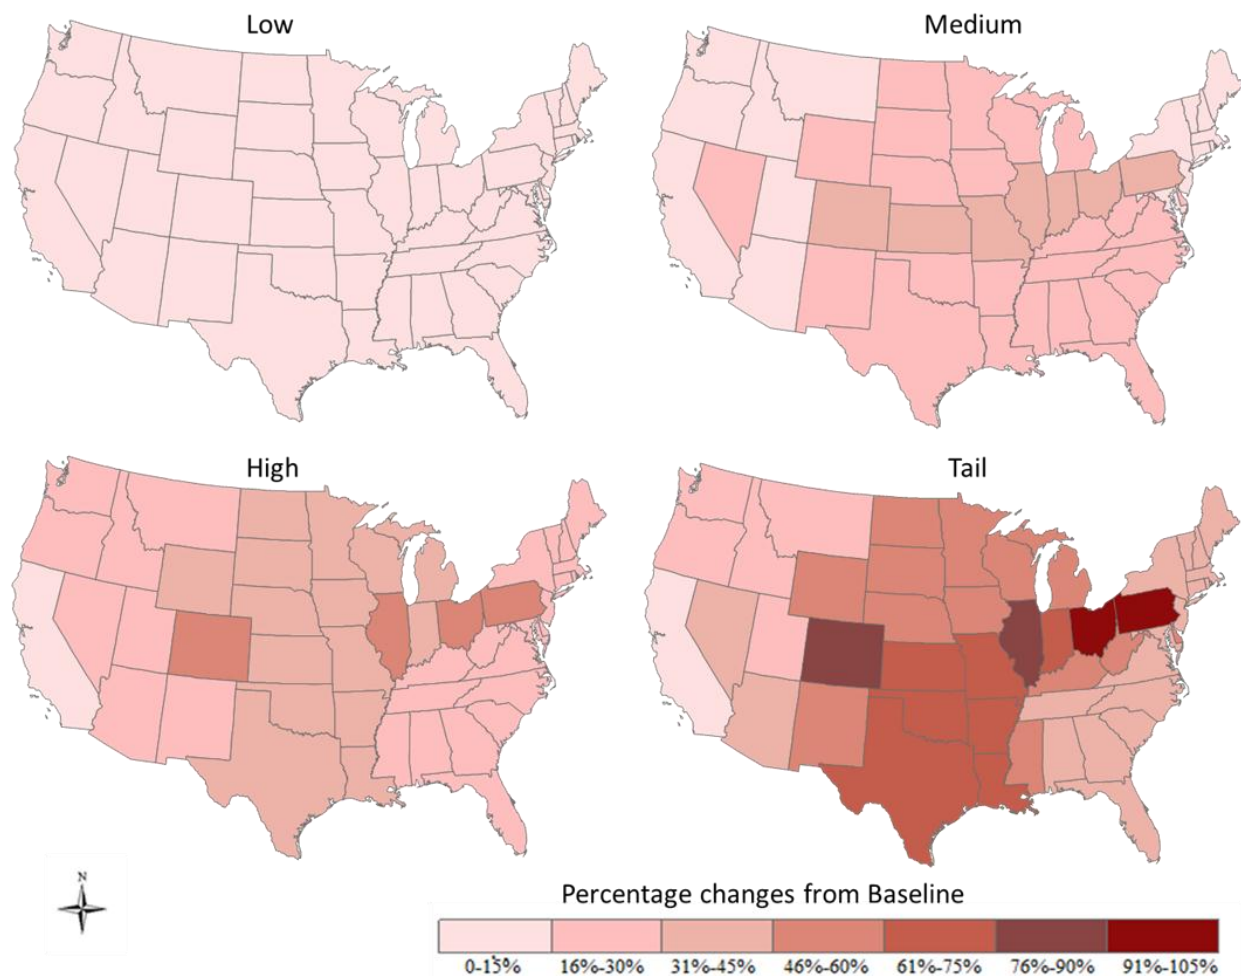 Low
Medium
High
Tail
N
Percentage changes from Baseline
0-15%
16%-30%
31%-45%
46%-60%
61%-75%
76%-90%
91%-105%